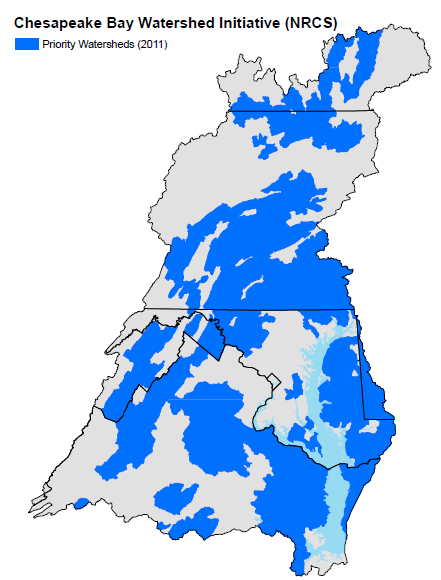 Chesapeake Bay Watershed Initiative (NRCS)
Priority Watersheds (2011)